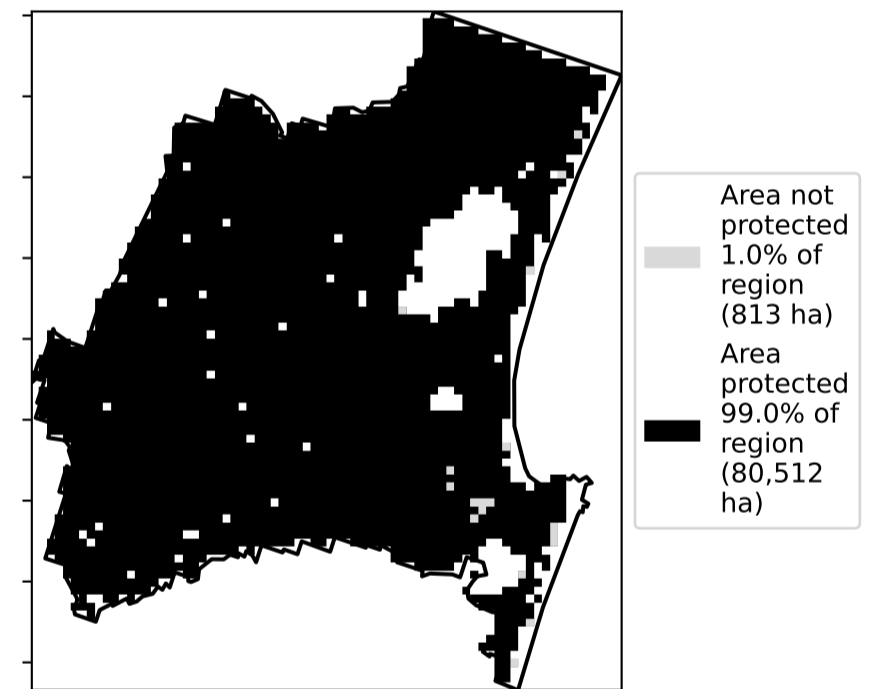 Area not
protected
1.0% of
region
(813 ha)
Area
protected
99.0% of
region
(80,512
ha)